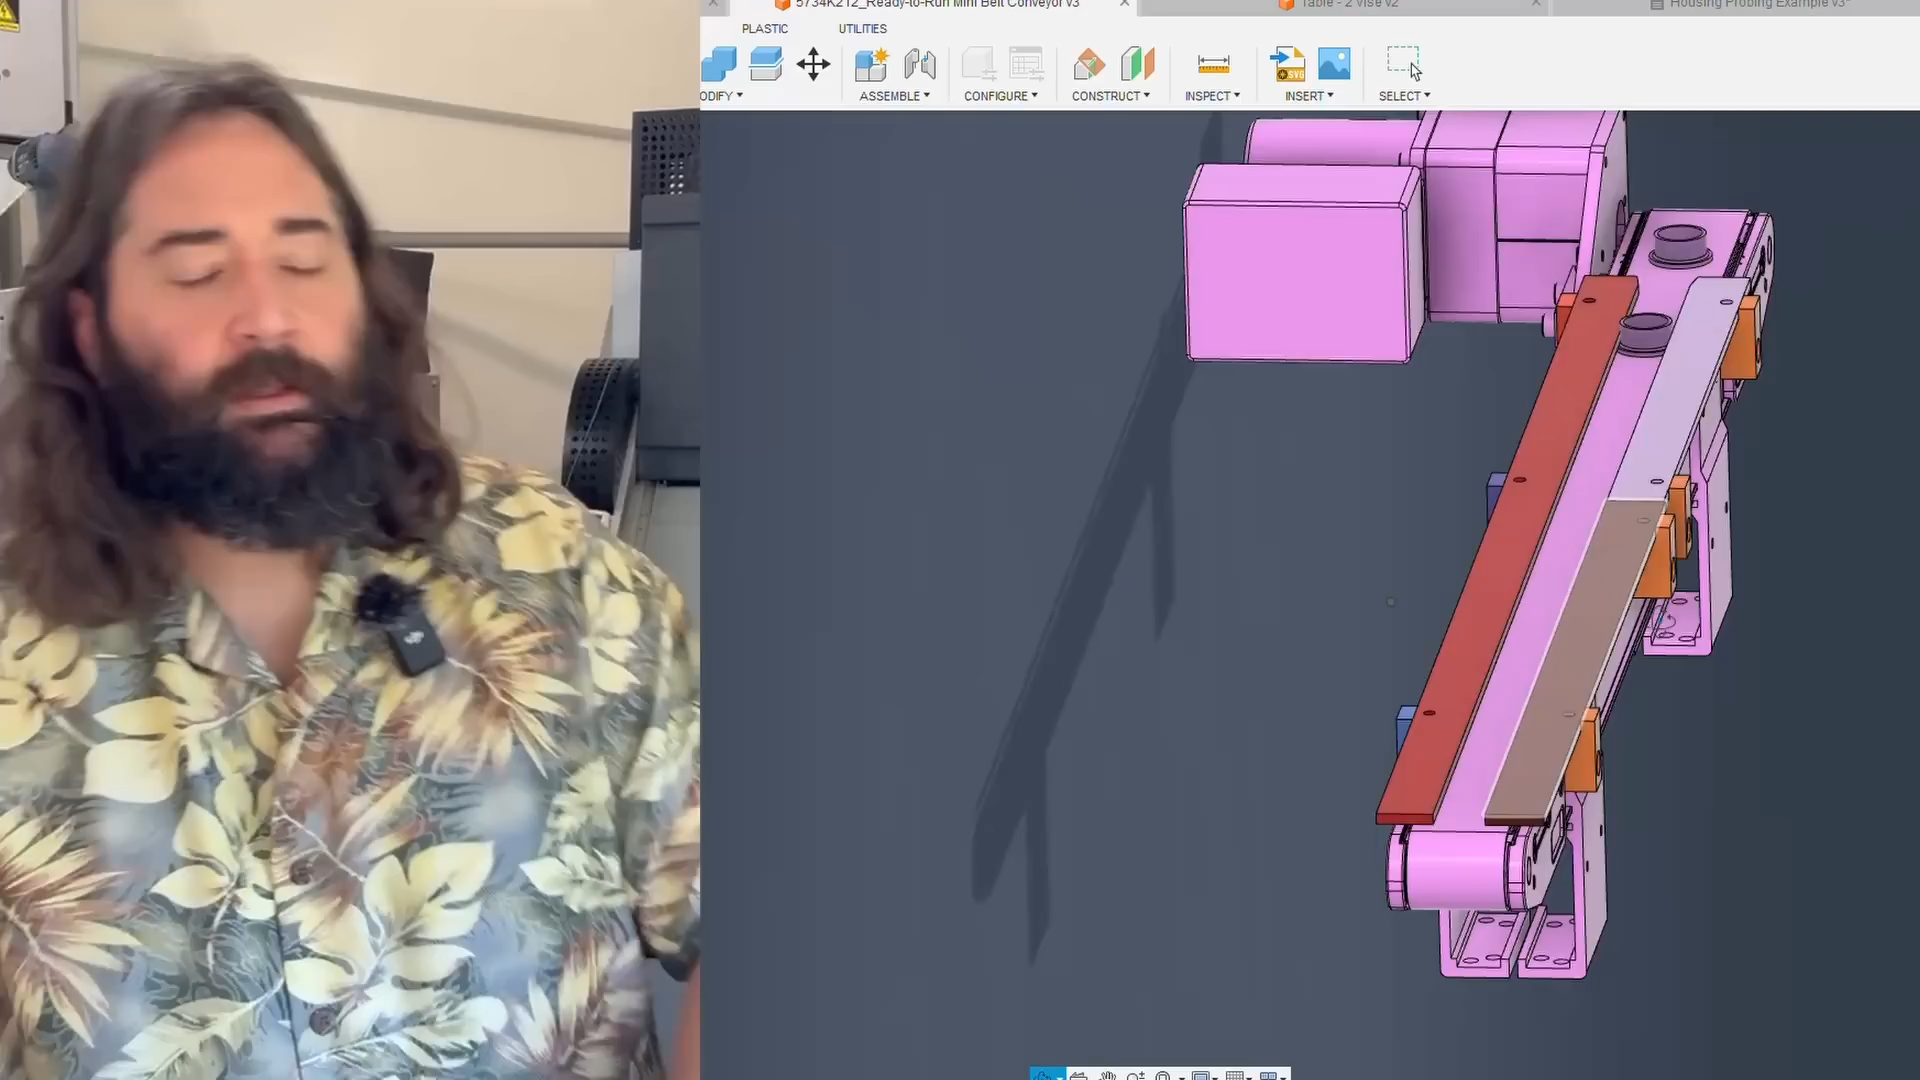 5734K212_Ready-to-Run Mini Belt Conveyor v3
Table - 2 Vise v2
Housing Probing Example v3*
PLASTIC
UTILITIES
ODIFY
ASSEMBLE
CONFIGURE
CONSTRUCT
INSPECT
INSERT
SELECT
SVG